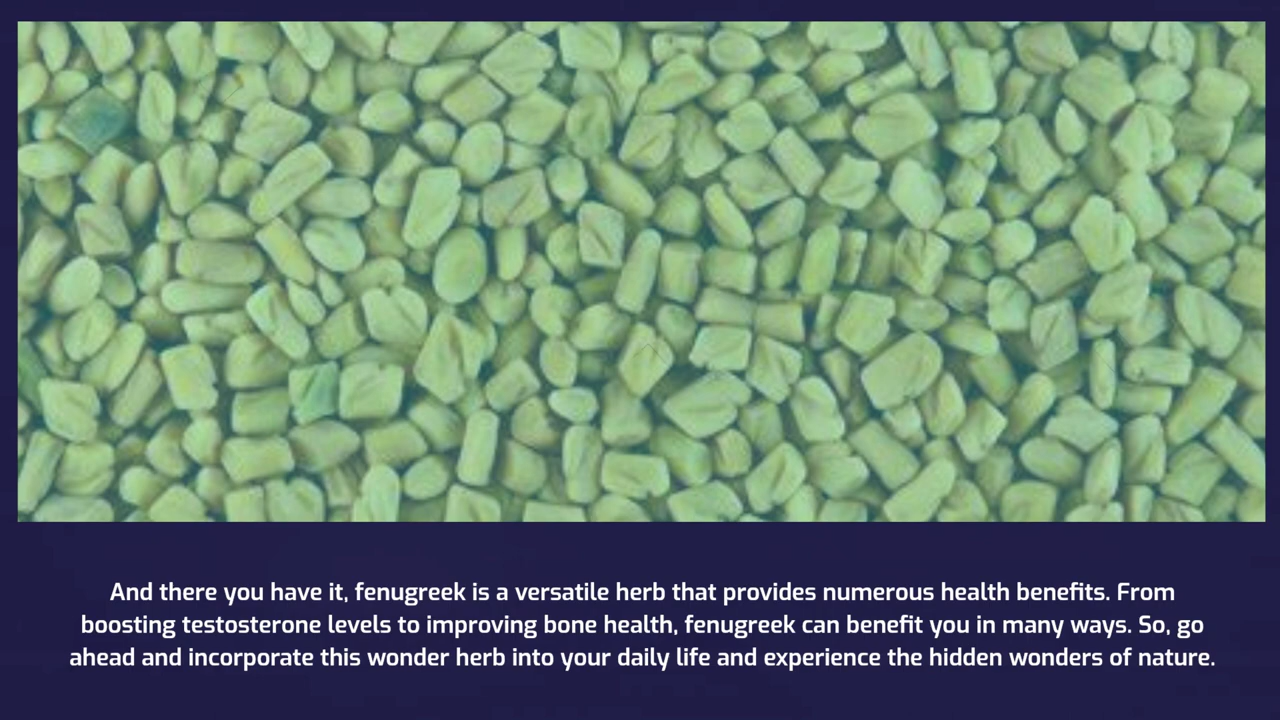 And there you have it, fenugreek is a versatile herb that provides numerous health benefits. From
boosting testosterone levels to improving bone health, fenugreek can benefit you in many ways. So, go
ahead and incorporate this wonder herb into your daily life and experience the hidden wonders of nature.